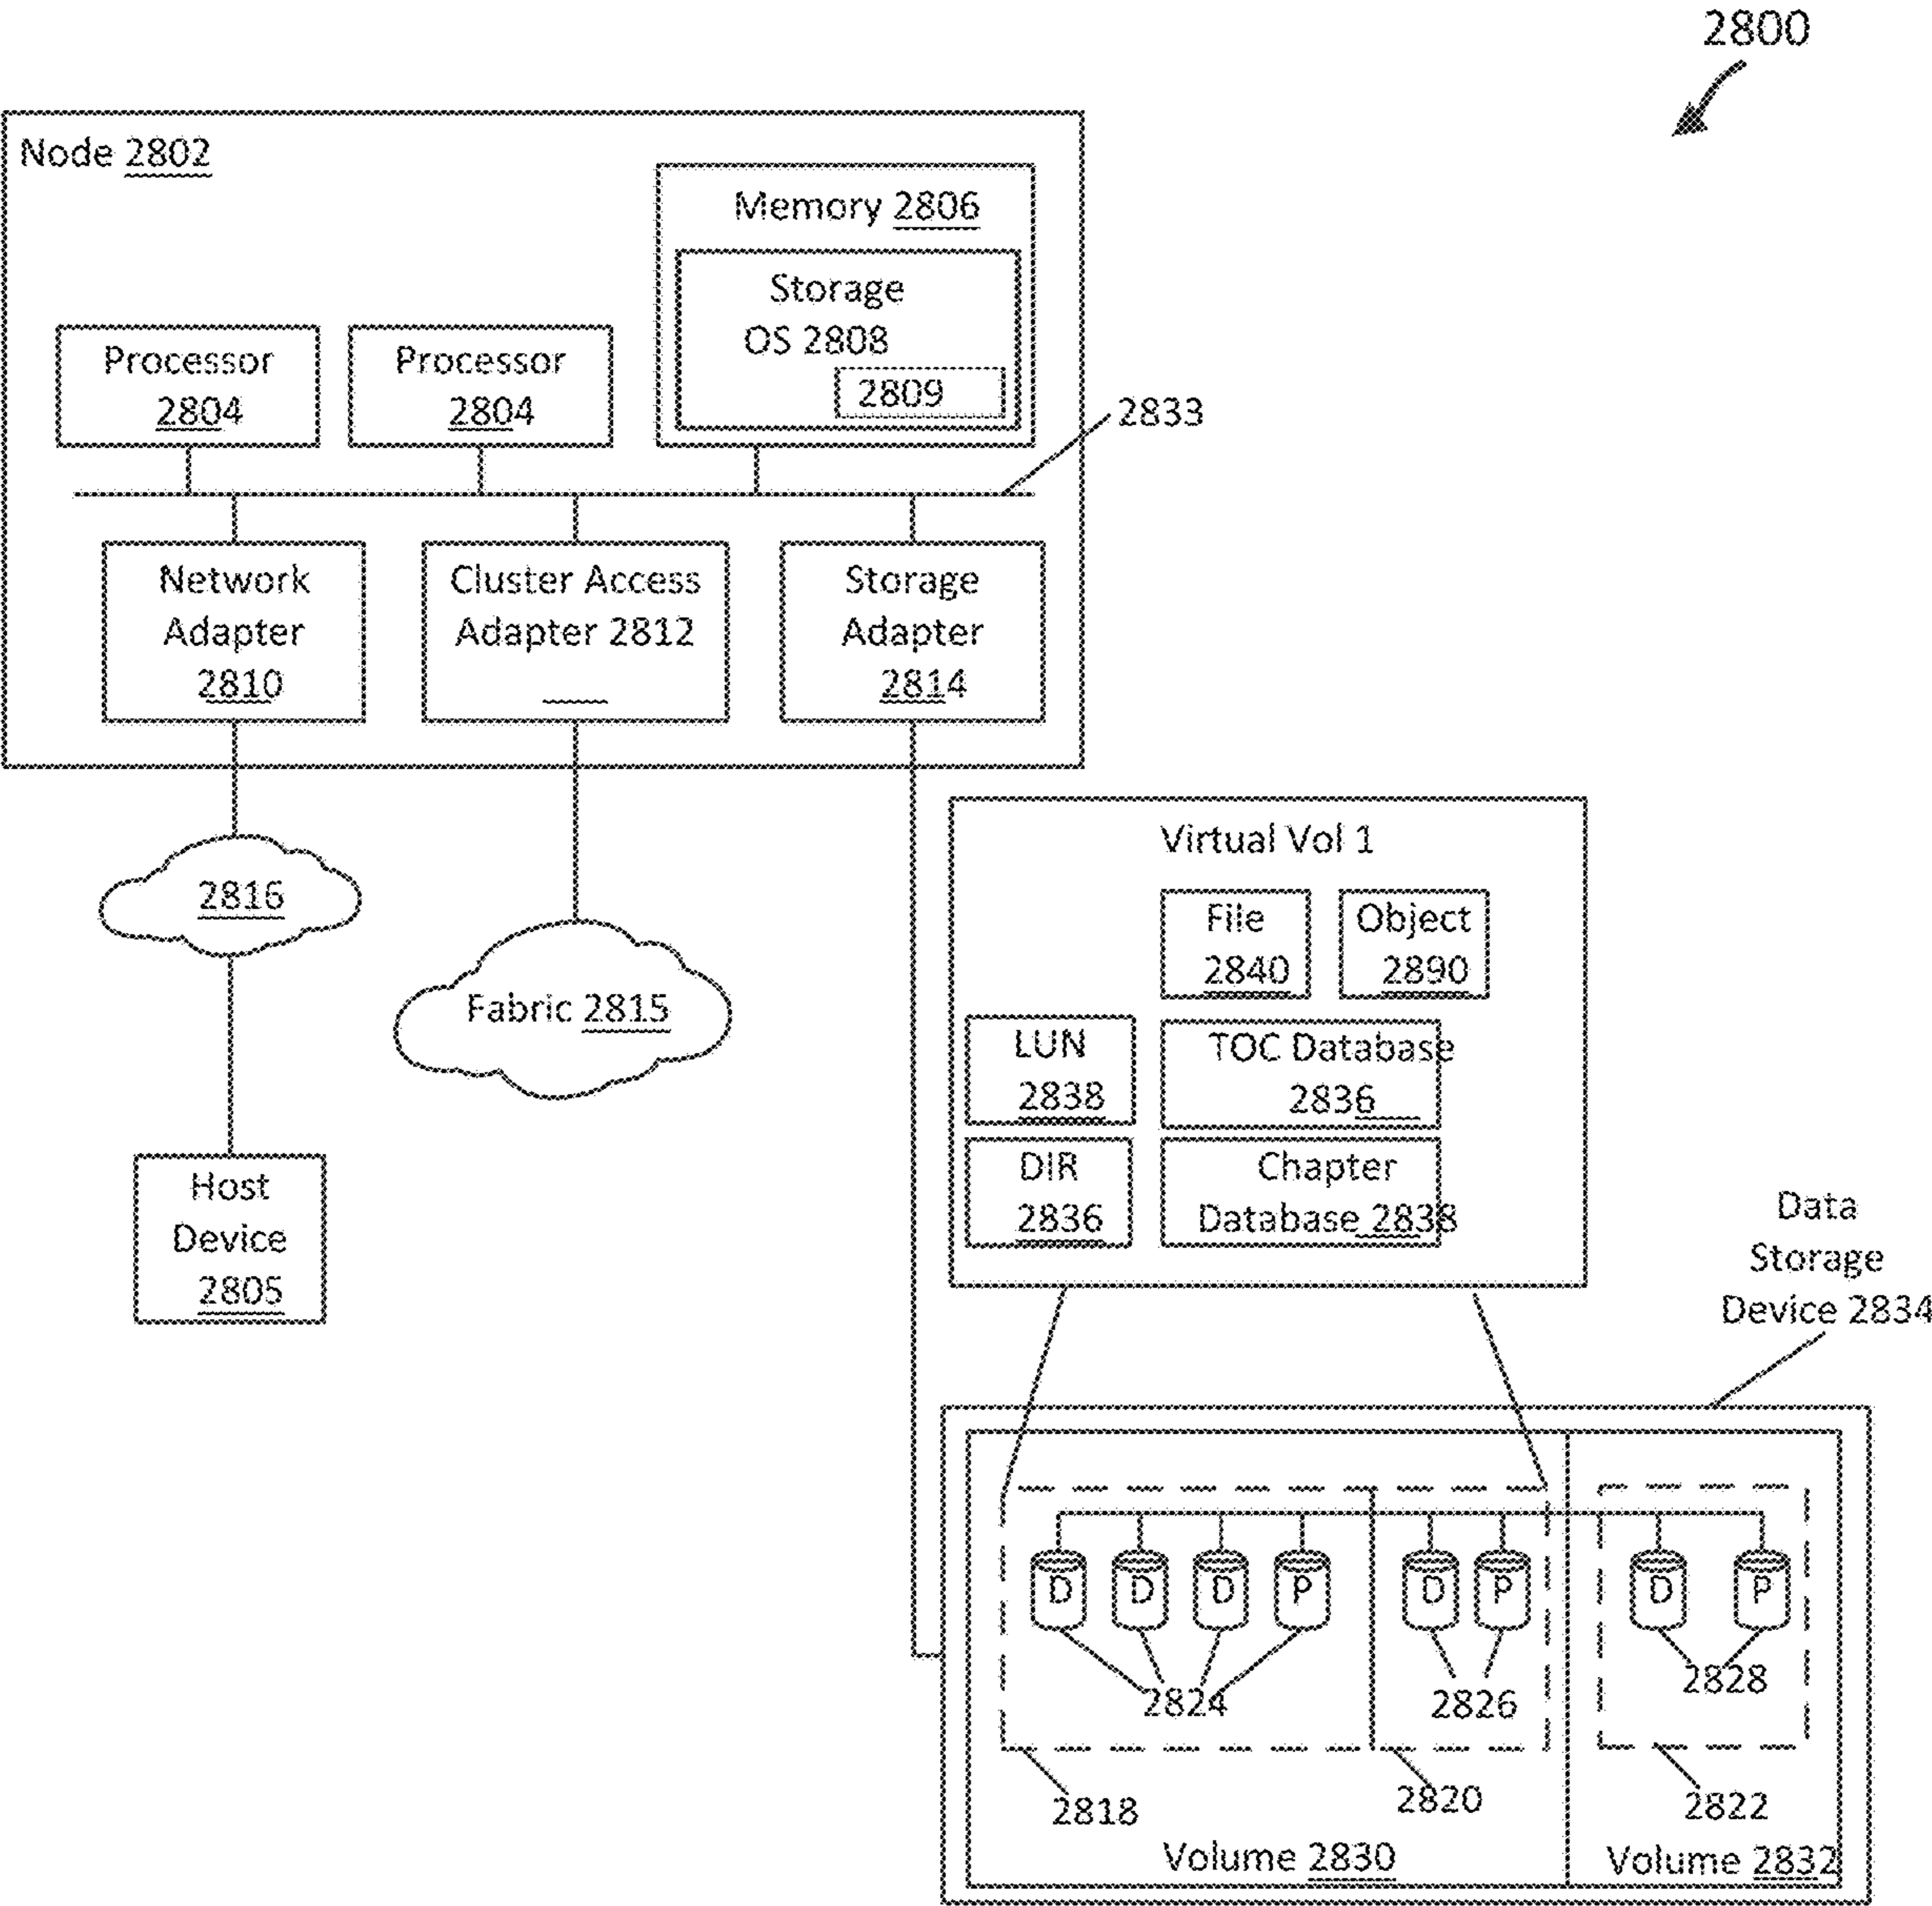 2800
Node 2802
Memory 2806
Storage
OS 2808
2809
Processor
2804
Processor
2804
2833
Network
Adapter
2810
Cluster Access
Adapter 2812
Storage
Adapter
2814
2816
Fabric 2815
Host
Device
2805
Virtual Vol 1
File
2840
Object
2890
LUN
2838
TOC Database
2836
DIR
2836
Chapter
Database 2838
Data
Storage
Device 2834
D
D
D
P
D
P
D
P
2824
2826
2828
2818
2820
2822
Volume 2830
Volume 2832